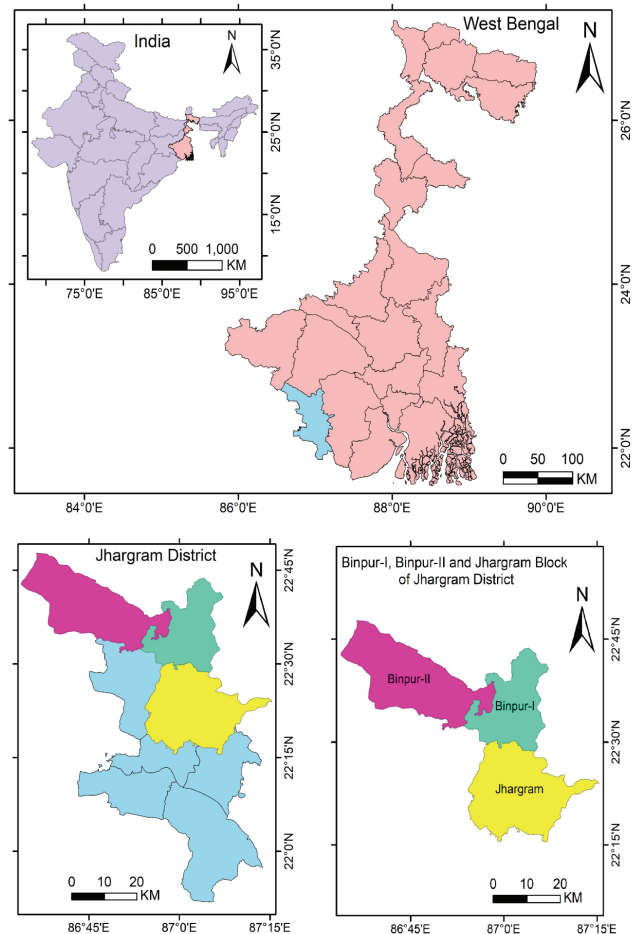 India
N
35°0'N
25°0'N
15°0'N
0 500 1,000
KM
75°0'E 85°0'E 95°0'E
West Bengal
N
26°0'N
24°0'N
22°0'N
0 50 100
KM
84°0'E 86°0'E 88°0'E 90°0'E
Jhargram District
N
22°45'N
22°30'N
22°15'N
22°0'N
0 10 20
KM
86°45'E 87°0'E 87°15'E
Binpur-I, Binpur-II and Jhargram Block
of Jhargram District
N
Binpur-II
Binpur-I
Jhargram
22°45'N
22°30'N
22°15'N
0 10 20
KM
86°45'E 87°0'E 87°15'E